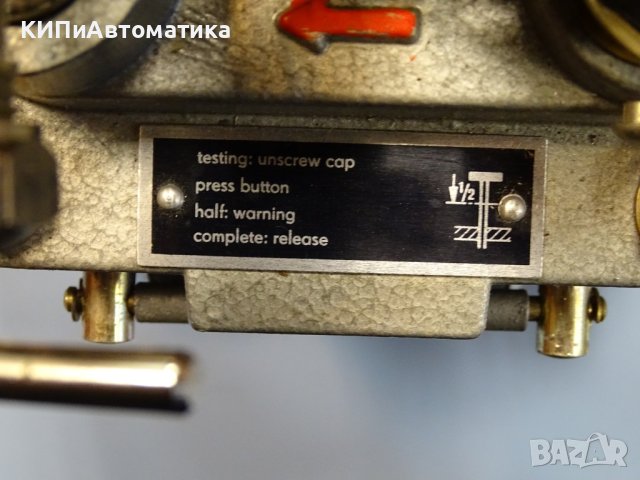 КИПиАвтоматика
testing: unscrew cap
press button
half: warning
complete: release
1/2
BAZAR